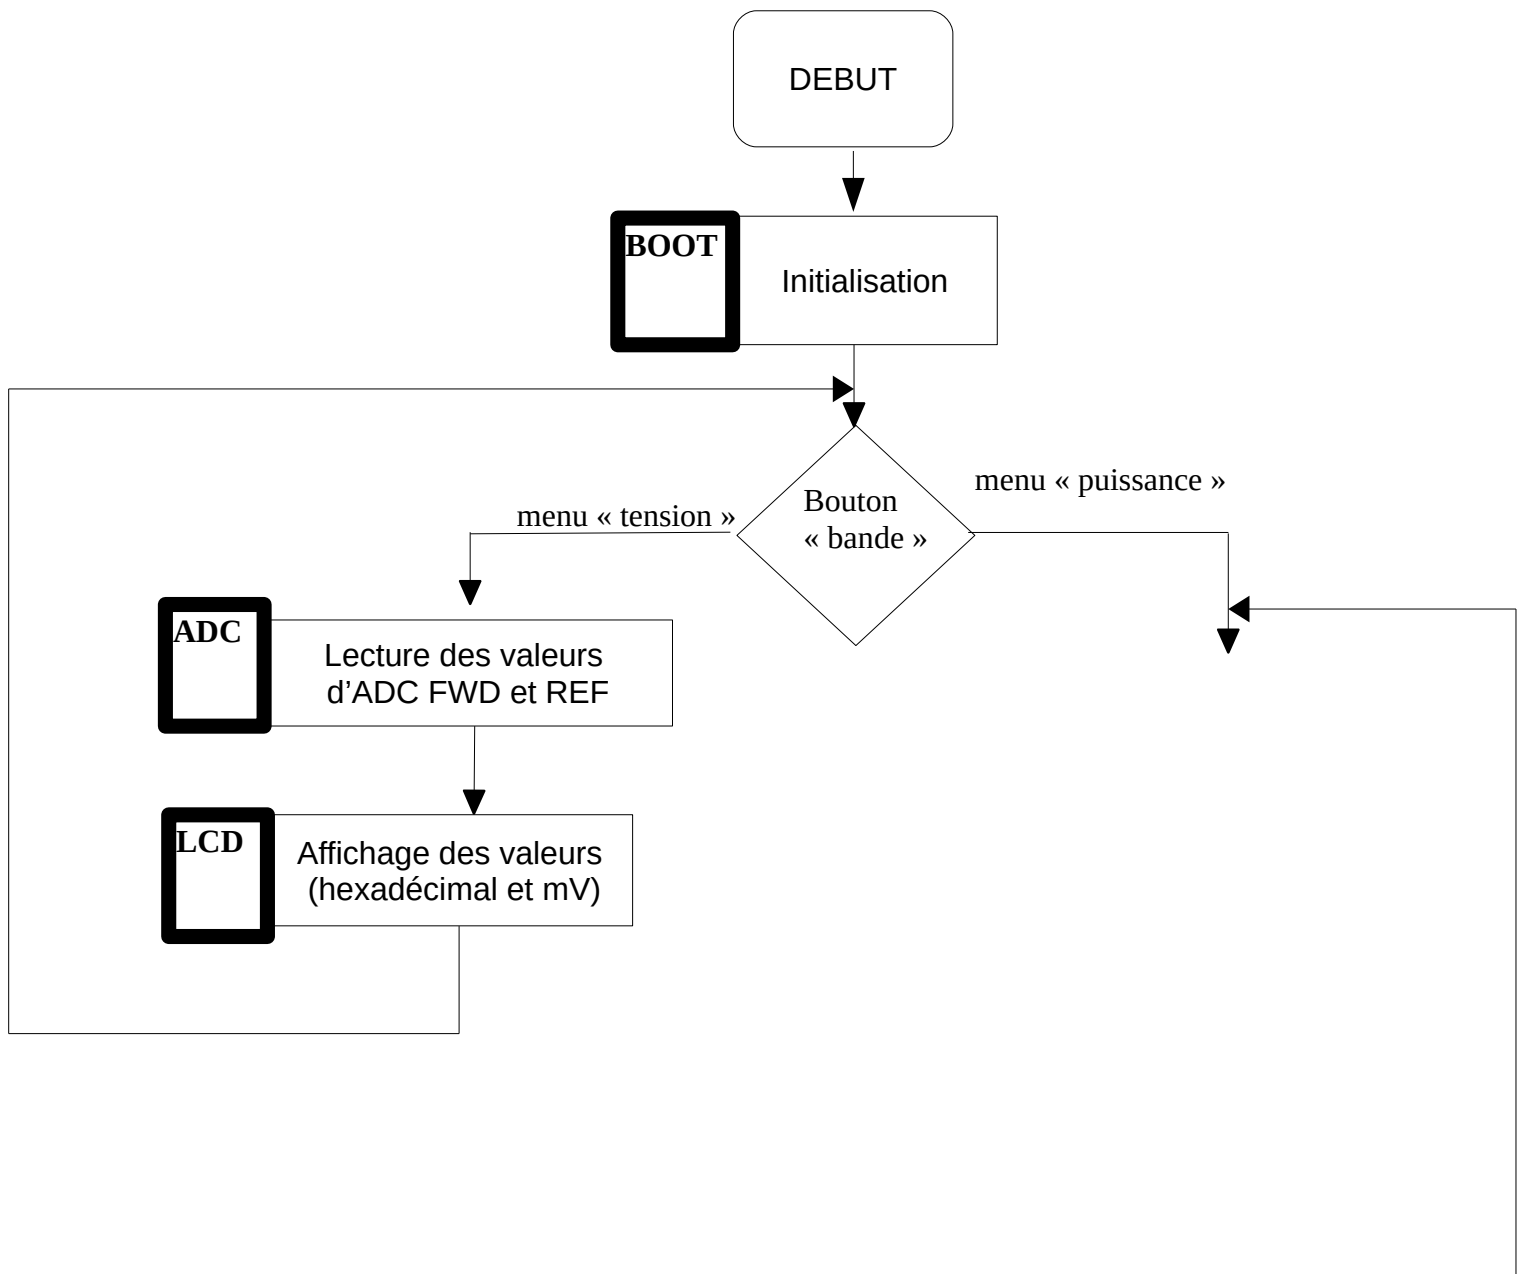 DEBUT
BOOT
Initialisation
menu « puissance »
Bouton
« bande »
menu « tension »
ADC
Lecture des valeurs
d’ADC FWD et REF
LCD
Affichage des valeurs
(hexadécimal et mV)